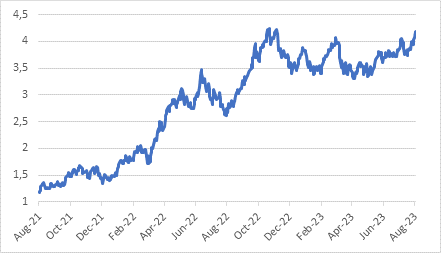 4,5
4
3,5
3
2,5
2
1,5
1
Aug-21
Oct-21
Dec-21
Feb-22
Apr-22
Jun-22
Aug-22
Oct-22
Dec-22
Feb-23
Apr-23
Jun-23
Aug-23